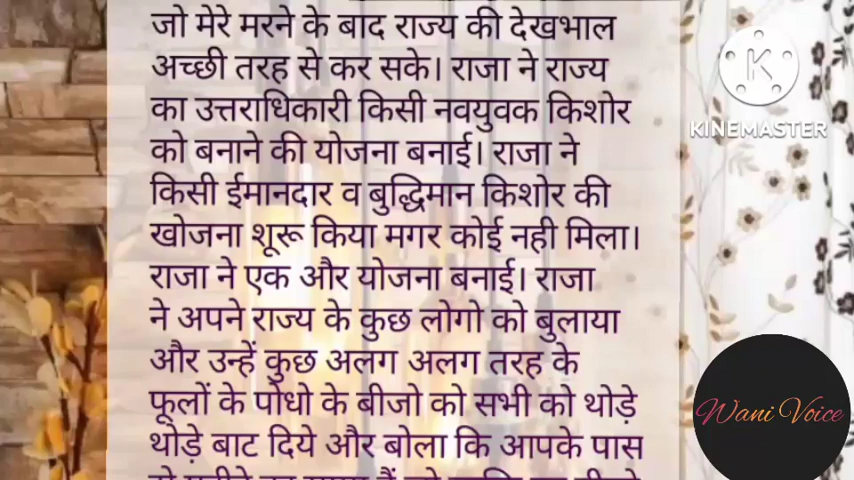 जो मेरे मरने के बाद राज्य की देखभाल
अच्छी तरह से कर सके। राजा ने राज्य
का उत्तराधिकारी किसी नवयुवक किशोर
को बनाने की योजना बनाई। राजा ने
किसी ईमानदार व बुद्धिमान किशोर की
खोजना शूरू किया मगर कोई नही मिला।
राजा ने एक और योजना बनाई। राजा
ने अपने राज्य के कुछ लोगो को बुलाया
और उन्हें कुछ अलग अलग तरह के
फूलों के पोधो के बीजो को सभी को थोड़े
थोड़े बाट दिये और बोला कि आपके पास
K
KINEMASTER
Wani Voice